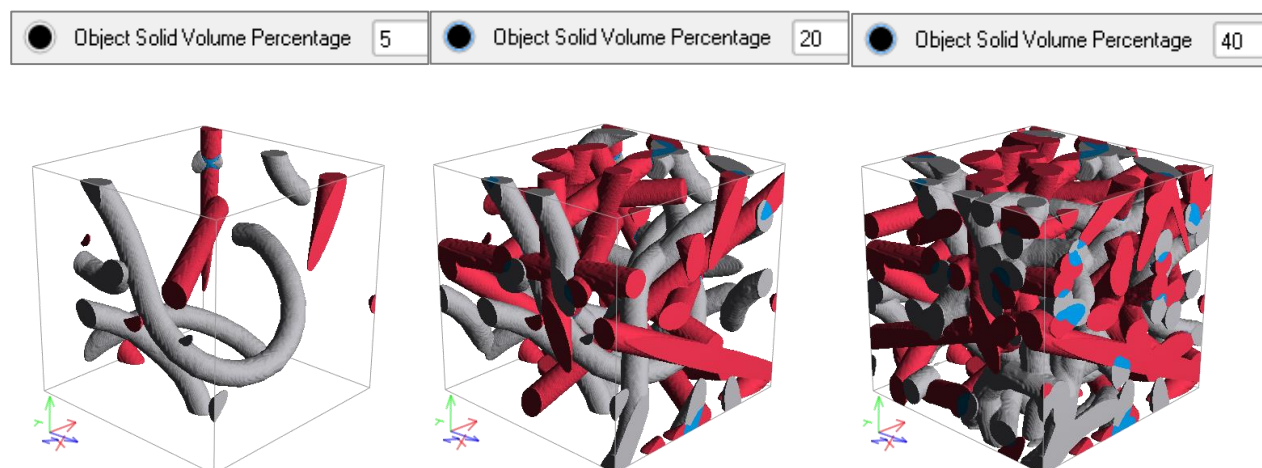 Object Solid Volume Percentage 5
Object Solid Volume Percentage 20
Object Solid Volume Percentage 40
Y
X
Y
X
Y
X